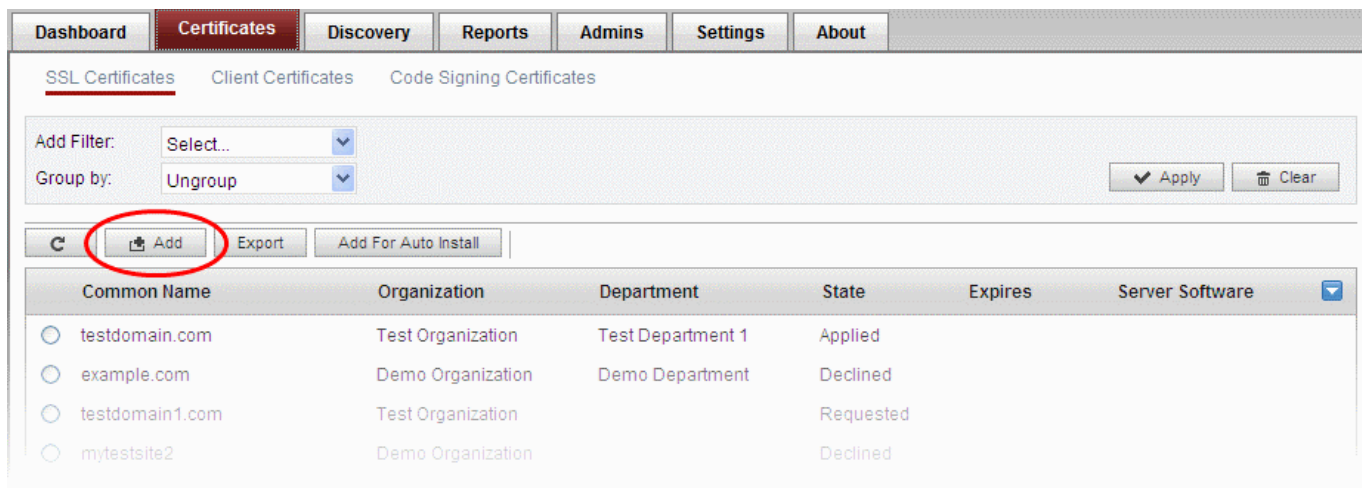 Dashboard Certificates Discovery Reports Admins Settings About
SSL Certificates Client Certificates Code Signing Certificates
Add Filter: Select...
Group by: Ungroup Apply Clear
Add Export Add For Auto Install
Common Name Organization Department State Expires Server Software
testdomain.com Test Organization Test Department 1 Applied
example.com Demo Organization Demo Department Declined
testdomain1.com Test Organization Requested
mytestsite2 Demo Organization Declined